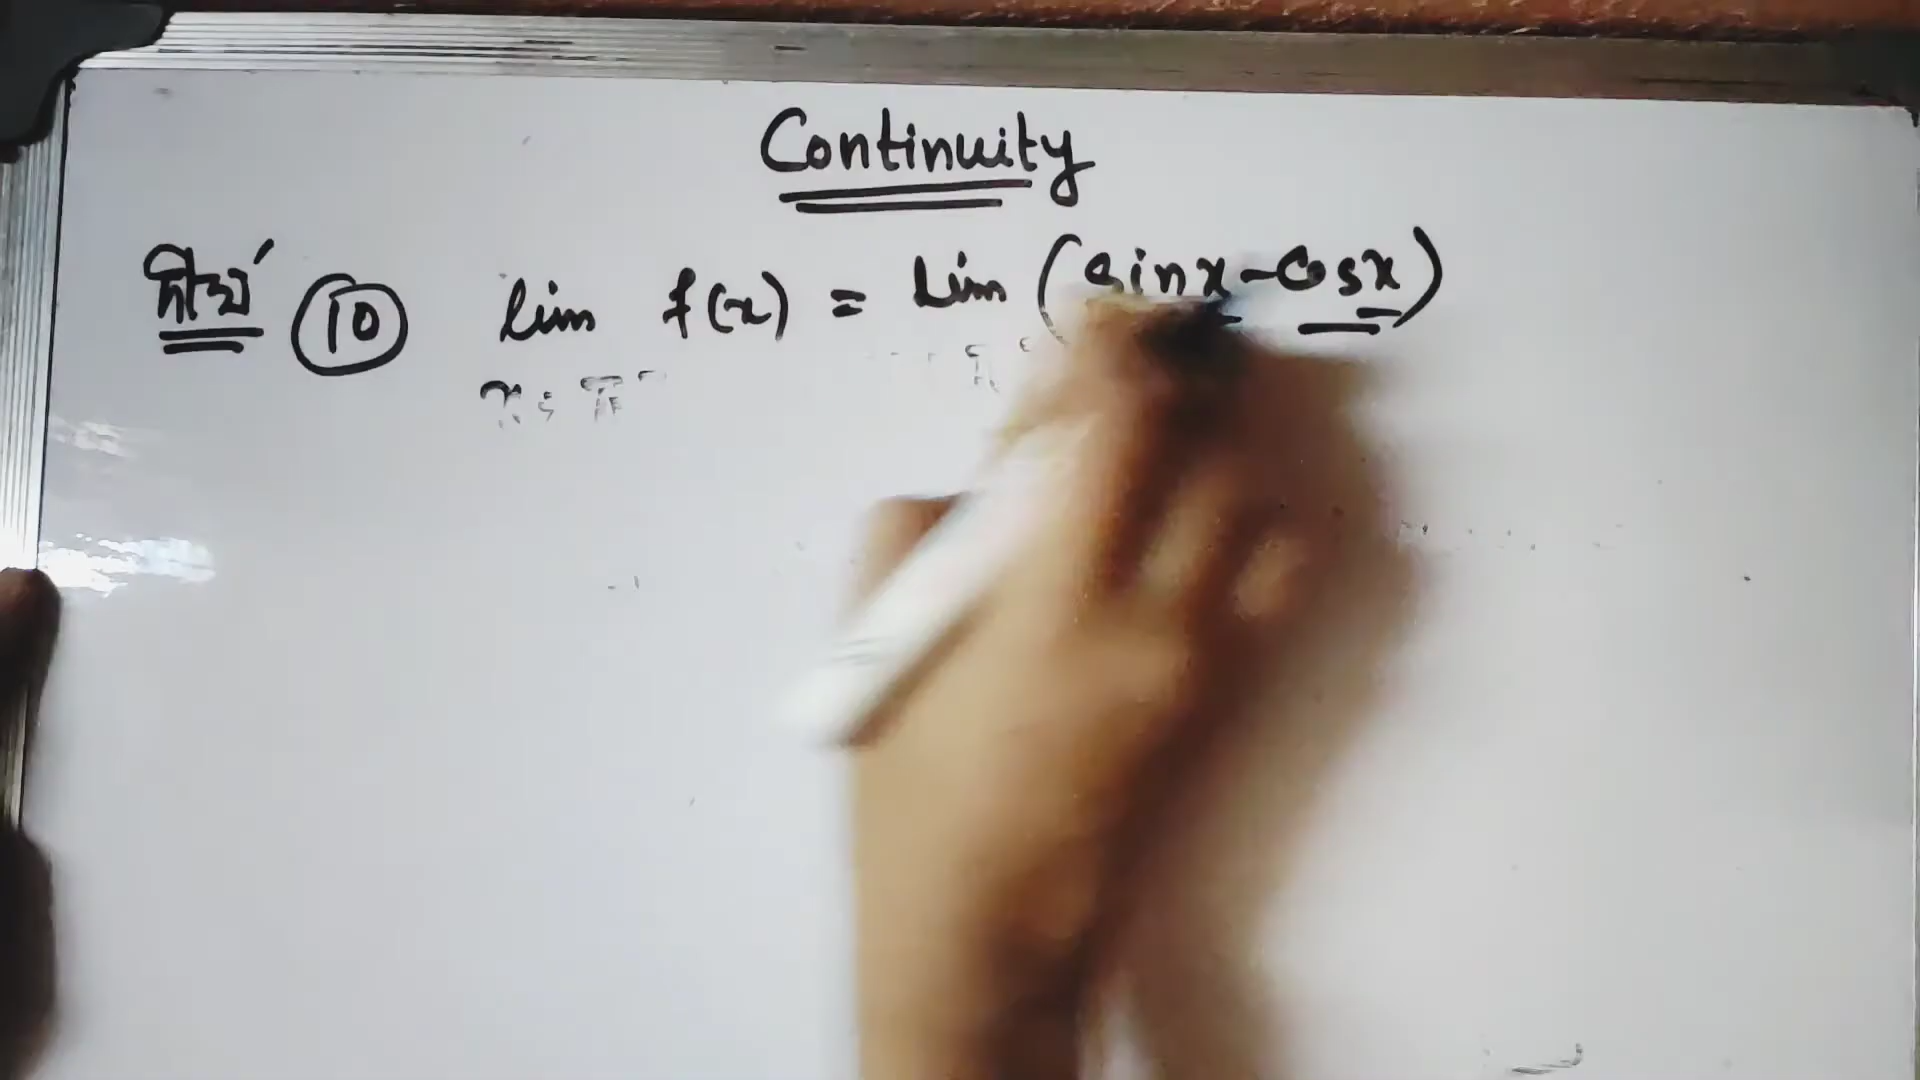 Continuity
⑩ lim f(x) = Lim (sinx-cosx)
x → π⁻ π